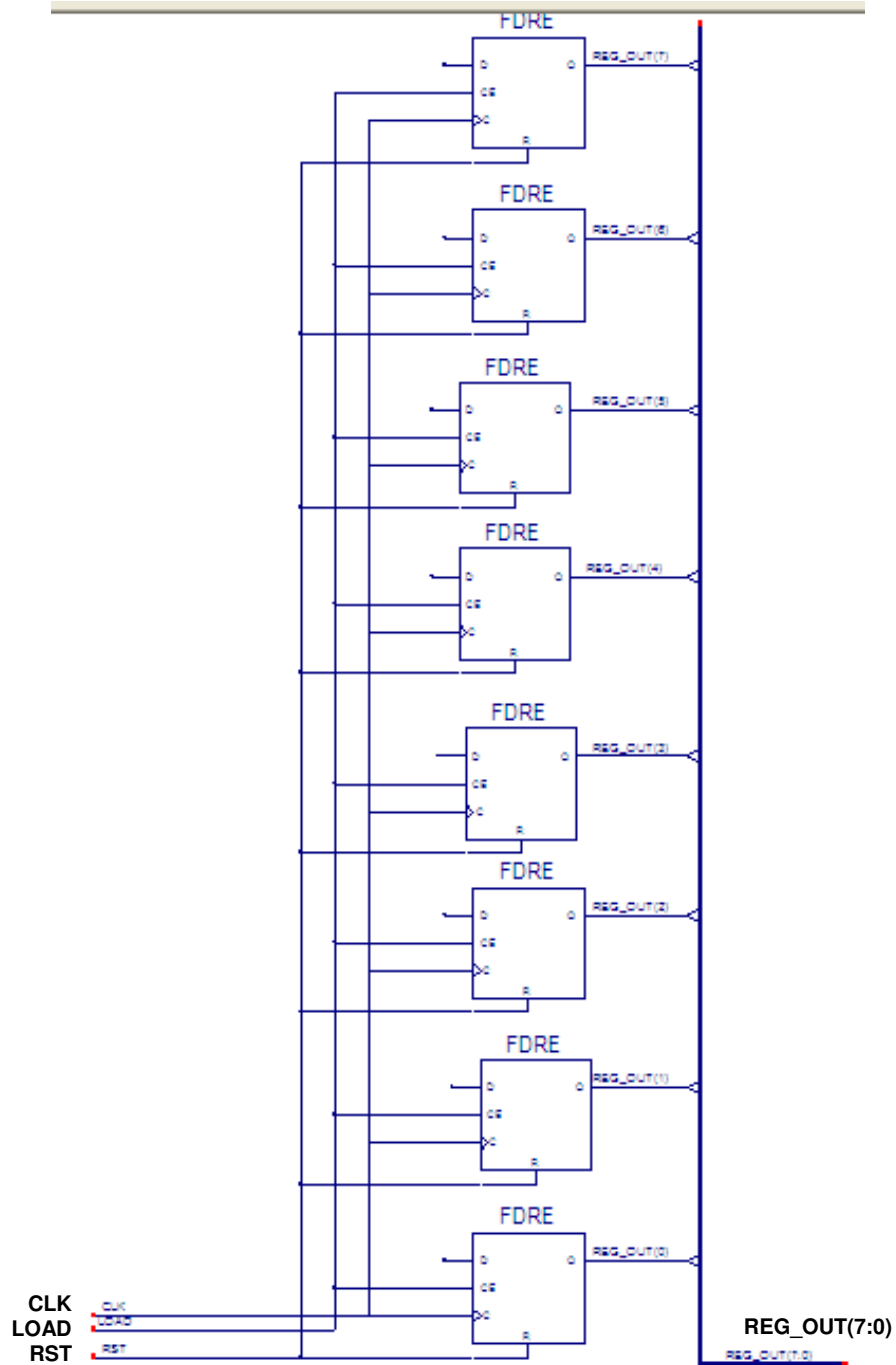 FDRE
D
Q
REG_OUT(7)
CE
C
R
FDRE
D
Q
REG_OUT(6)
CE
C
R
FDRE
D
Q
REG_OUT(5)
CE
C
R
FDRE
D
Q
REG_OUT(4)
CE
C
R
FDRE
D
Q
REG_OUT(3)
CE
C
R
FDRE
D
Q
REG_OUT(2)
CE
C
R
FDRE
D
Q
REG_OUT(1)
CE
C
R
FDRE
D
Q
REG_OUT(0)
CE
C
R
CLK
CLK
LOAD
LOAD
RST
RST
REG_OUT(7:0)
REG_OUT(7:0)